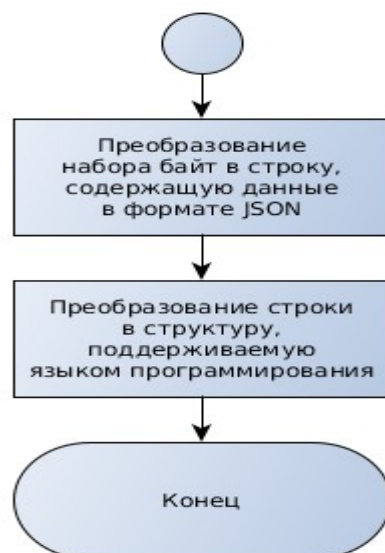 Преобразование
набора байт в строку,
содержащую данные
в формате JSON
Преобразование строки
в структуру,
поддерживаемую
языком программирования
Конец